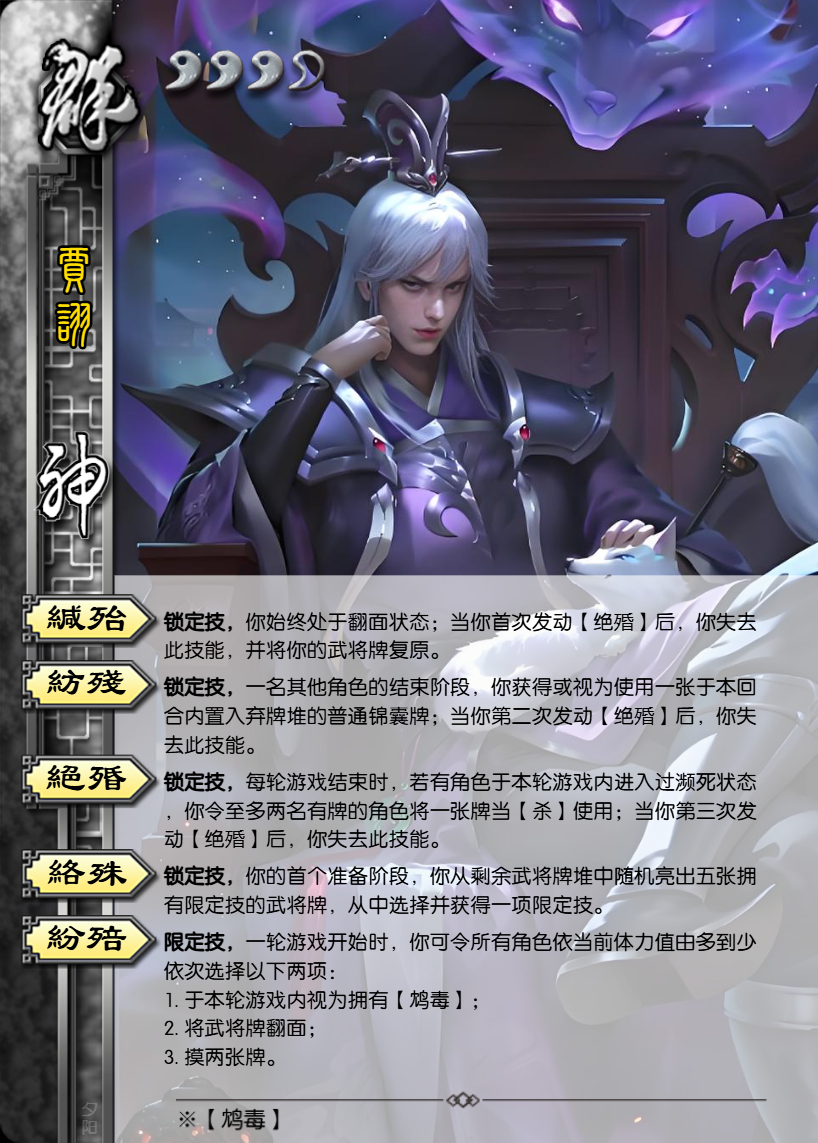 群
賈詡
神
緘殆
锁定技，你始终处于翻面状态；当你首次发动【绝殙】后，你失去
此技能，并将你的武将牌复原。
紡殘
锁定技，一名其他角色的结束阶段，你获得或视为使用一张于本回
合内置入弃牌堆的普通锦囊牌；当你第二次发动【绝殙】后，你失
去此技能。
絕殙
锁定技，每轮游戏结束时，若有角色于本轮游戏内进入过濒死状态
，你令至多两名有牌的角色将一张牌当【杀】使用；当你第三次发
动【绝殙】后，你失去此技能。
絡殊
锁定技，你的首个准备阶段，你从剩余武将牌堆中随机亮出五张拥
有限定技的武将牌，从中选择并获得一项限定技。
紛殕
限定技，一轮游戏开始时，你可令所有角色依当前体力值由多到少
依次选择以下两项：
1. 于本轮游戏内视为拥有【鸩毒】；
2. 将武将牌翻面；
3. 摸两张牌。
※【鸩毒】
夕阳